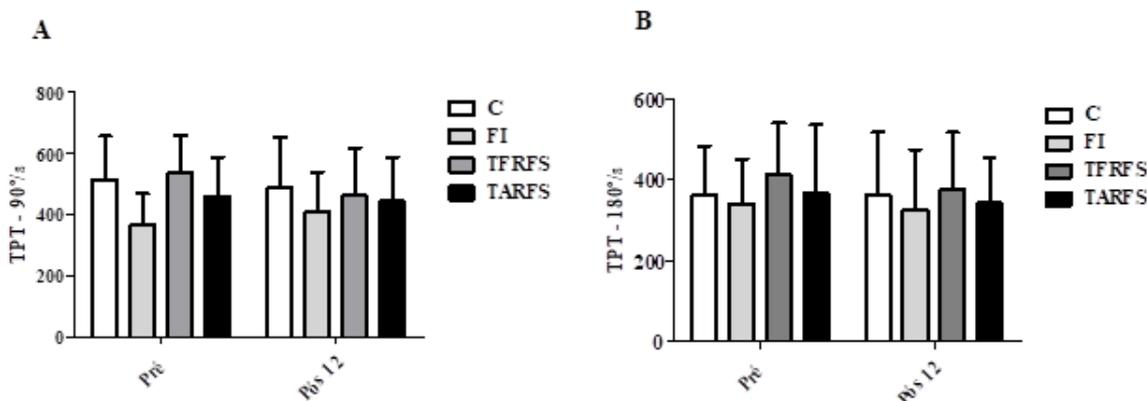 A
TPT - 90°/s
800
600
400
200
0
Pré
Pós 12
C
FI
TFRFS
TARFS
B
TPT - 180°/s
600
400
200
0
Pré
Pós 12
C
FI
TFRFS
TARFS